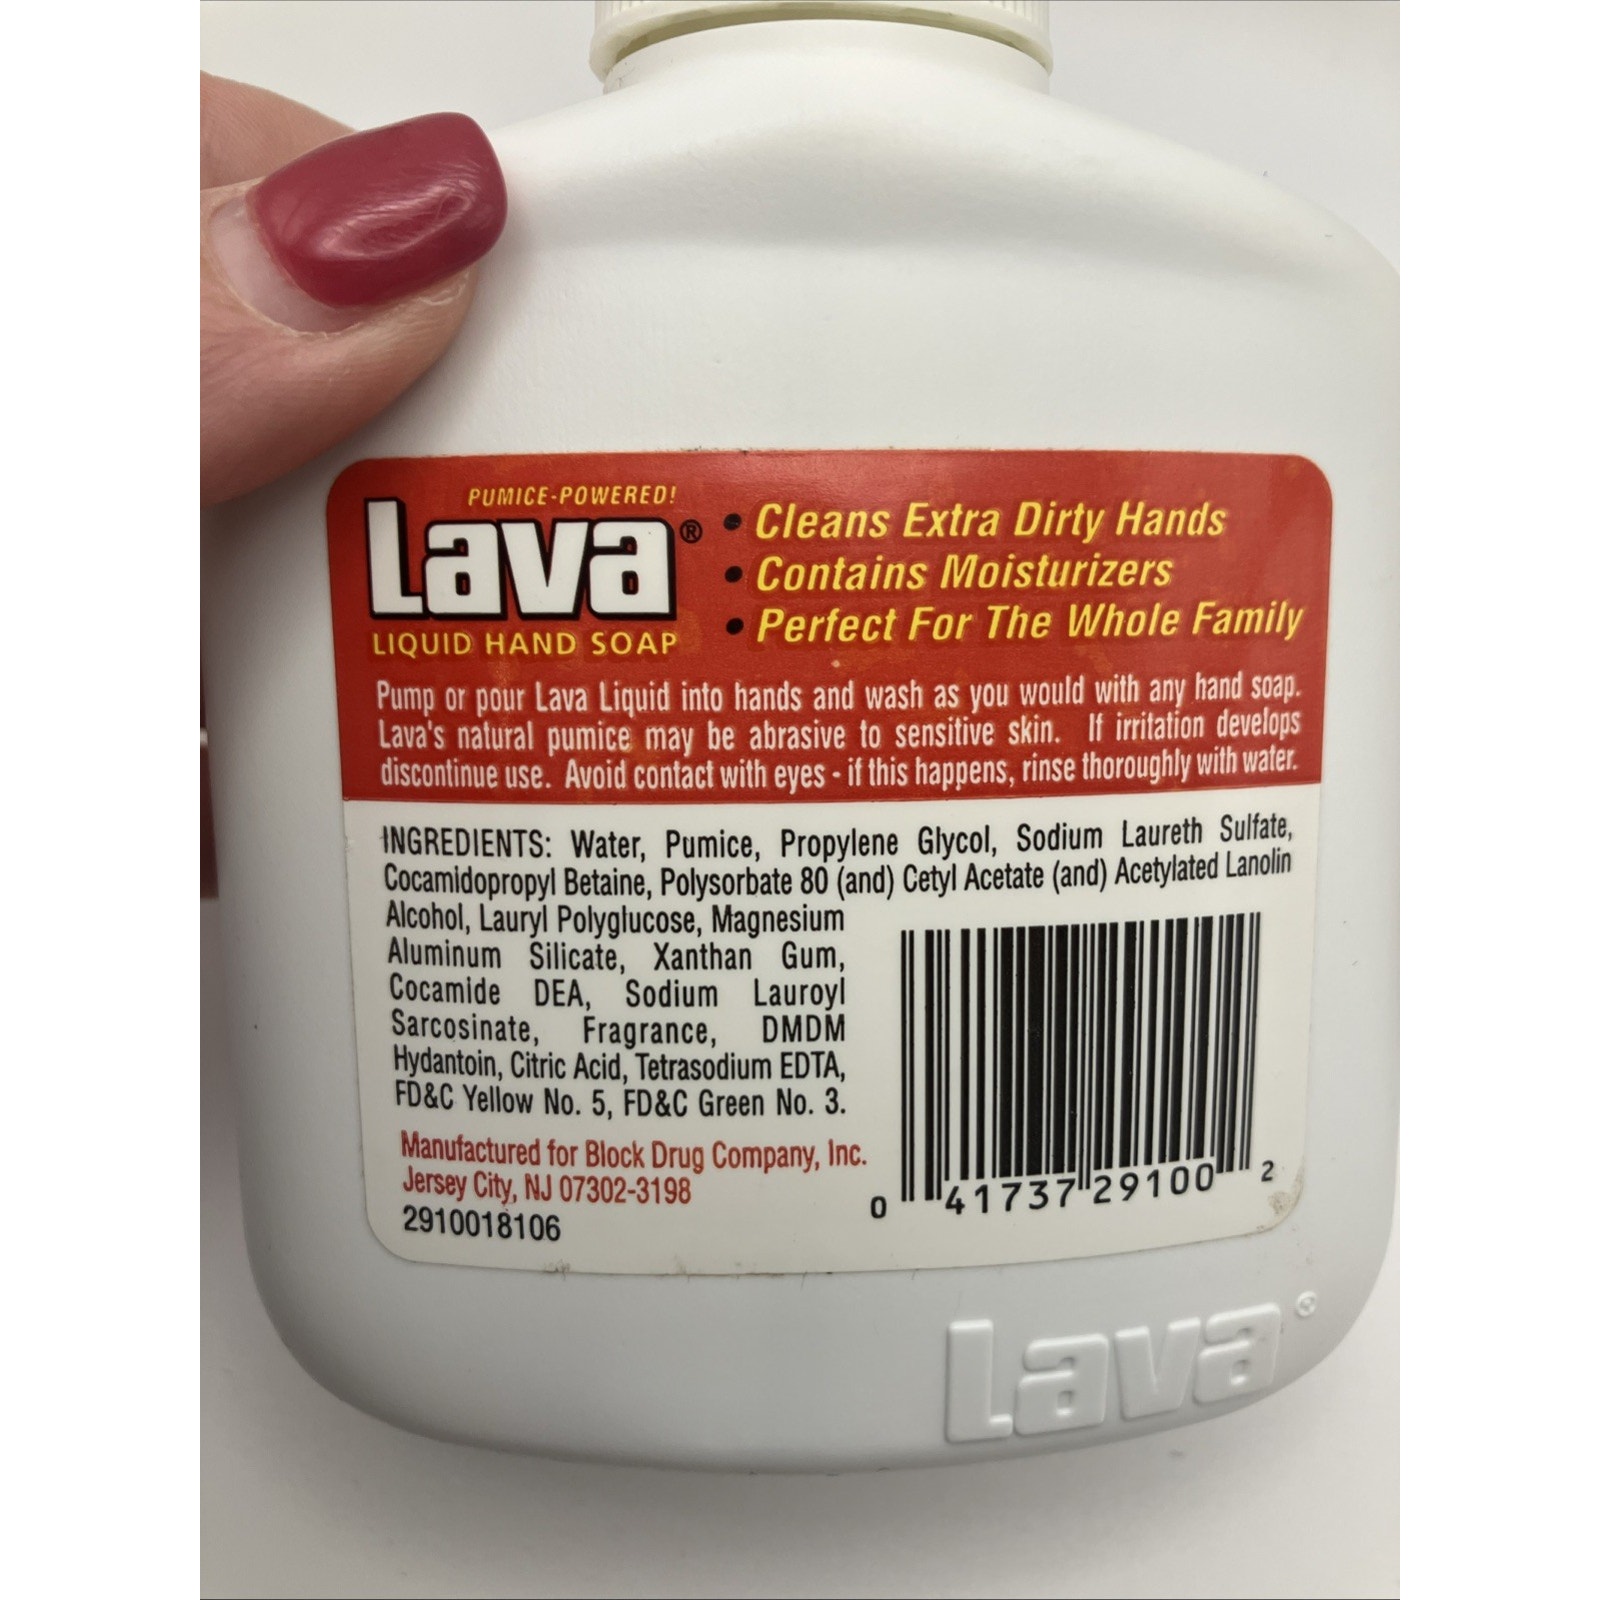 PUMICE-POWERED!
Lava®
LIQUID HAND SOAP
• Cleans Extra Dirty Hands
• Contains Moisturizers
• Perfect For The Whole Family
Pump or pour Lava Liquid into hands and wash as you would with any hand soap.
Lava's natural pumice may be abrasive to sensitive skin. If irritation develops
discontinue use. Avoid contact with eyes - if this happens, rinse thoroughly with water.
INGREDIENTS: Water, Pumice, Propylene Glycol, Sodium Laureth Sulfate,
Cocamidopropyl Betaine, Polysorbate 80 (and) Cetyl Acetate (and) Acetylated Lanolin
Alcohol, Lauryl Polyglucose, Magnesium
Aluminum Silicate, Xanthan Gum,
Cocamide DEA, Sodium Lauroyl
Sarcosinate, Fragrance, DMDM
Hydantoin, Citric Acid, Tetrasodium EDTA,
FD&C Yellow No. 5, FD&C Green No. 3.
Manufactured for Block Drug Company, Inc.
Jersey City, NJ 07302-3198
2910018106
0 41737 29100 2
Lava®